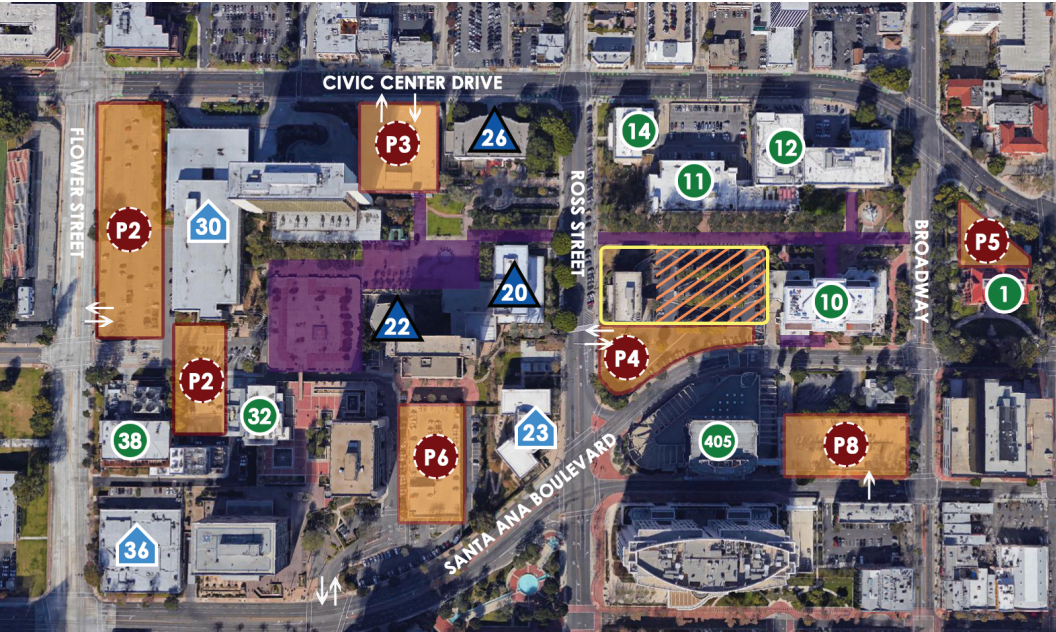 CIVIC CENTER DRIVE
26
P3
14
12
11
FLOWER STREET
30
P2
ROSS STREET
BROADWAY
P5
1
20
10
22
P4
P2
32
38
23
405
P8
P6
SANTA ANA BOULEVARD
36